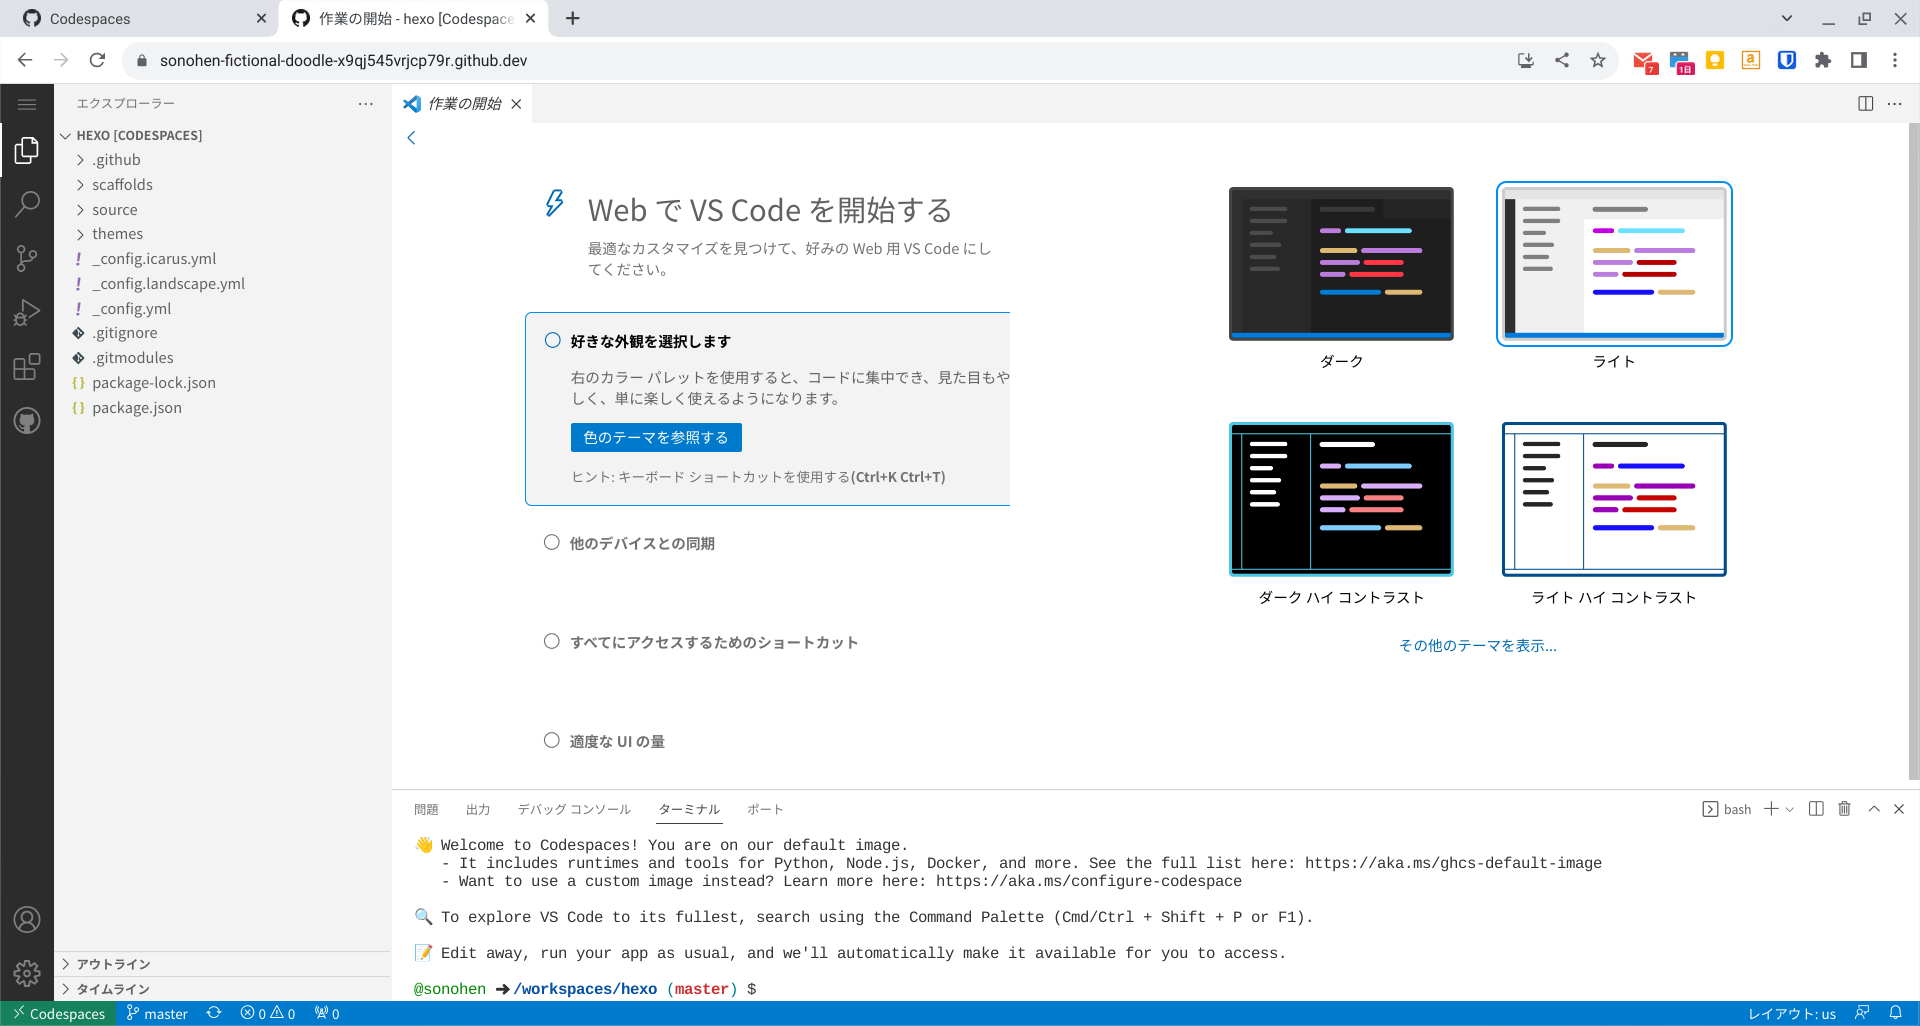 Codespaces
作業の開始 - hexo [Codespace
sonohen-fictional-doodle-x9qj545vrjcp79r.github.dev
7
1日
エクスプローラー
作業の開始
HEXO [CODESPACES]
.github
scaffolds
source
themes
_config.icarus.yml
_config.landscape.yml
_config.yml
.gitignore
.gitmodules
package-lock.json
package.json
アウトライン
タイムライン
Web で VS Code を開始する
最適なカスタマイズを見つけて、好みの Web 用 VS Code にし
てください。
好きな外観を選択します
右のカラー パレットを使用すると、コードに集中でき、見た目もや
しく、単に楽しく使えるようになります。
色のテーマを参照する
ヒント: キーボード ショートカットを使用する(Ctrl+K Ctrl+T)
他のデバイスとの同期
すべてにアクセスするためのショートカット
適度な UI の量
ダーク
ライト
ダーク ハイ コントラスト
ライト ハイ コントラスト
その他のテーマを表示...
問題 出力 デバッグ コンソール ターミナル ポート
bash
👋 Welcome to Codespaces! You are on our default image.
- It includes runtimes and tools for Python, Node.js, Docker, and more. See the full list here: https://aka.ms/ghcs-default-image
- Want to use a custom image instead? Learn more here: https://aka.ms/configure-codespace
🔍 To explore VS Code to its fullest, search using the Command Palette (Cmd/Ctrl + Shift + P or F1).
📝 Edit away, run your app as usual, and we'll automatically make it available for you to access.
@sonohen ➜ /workspaces/hexo (master) $
Codespaces master 0 0 0
レイアウト: us